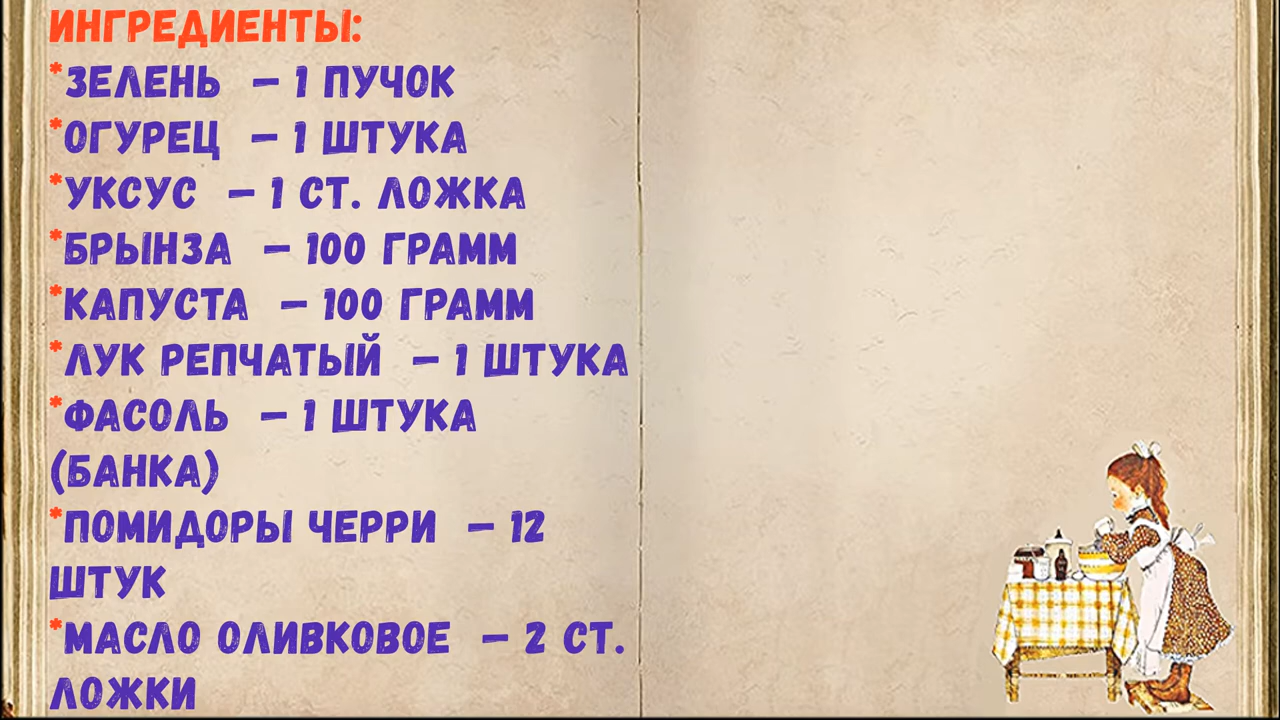 ИНГРЕДИЕНТЫ:
*ЗЕЛЕНЬ – 1 ПУЧОК
*ОГУРЕЦ – 1 ШТУКА
*УКСУС – 1 СТ. ЛОЖКА
*БРЫНЗА – 100 ГРАММ
*КАПУСТА – 100 ГРАММ
*ЛУК РЕПЧАТЫЙ – 1 ШТУКА
*ФАСОЛЬ – 1 ШТУКА
(БАНКА)
*ПОМИДОРЫ ЧЕРРИ – 12
ШТУК
*МАСЛО ОЛИВКОВОЕ – 2 СТ.
ЛОЖКИ